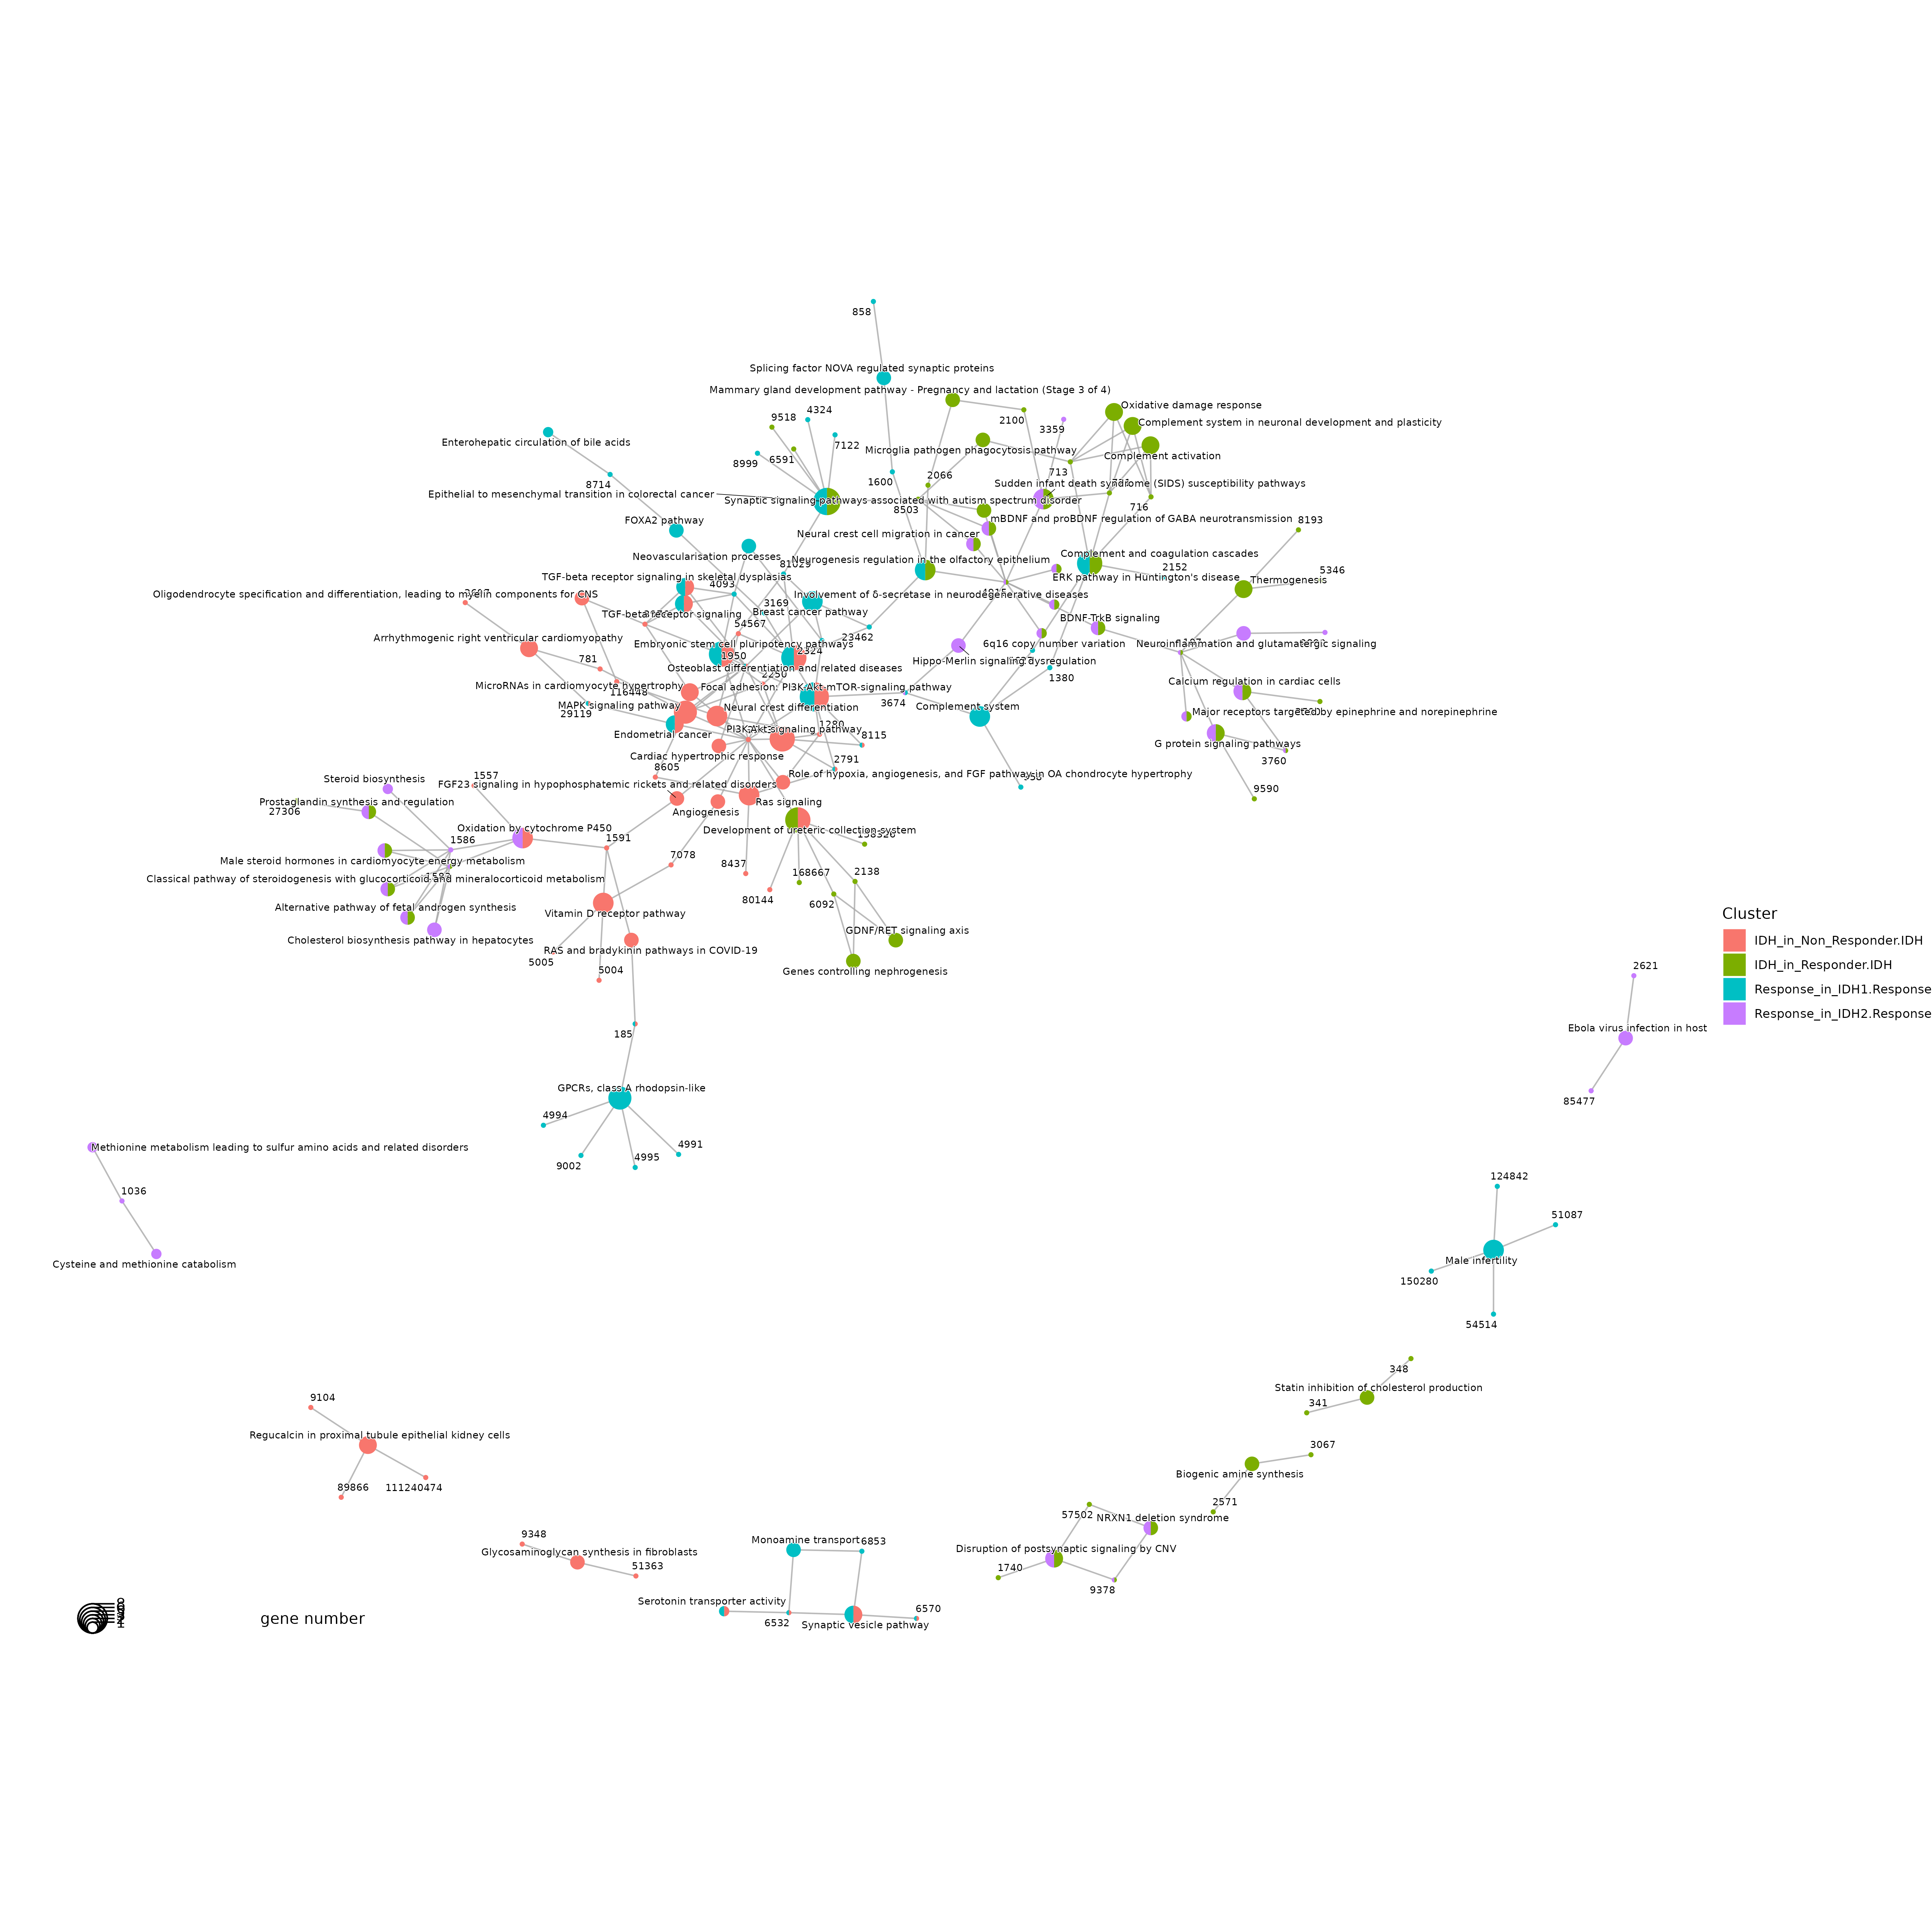 858
Splicing factor NOVA regulated synaptic proteins
Mammary gland development pathway - Pregnancy and lactation (Stage 3 of 4)
Oxidative damage response
4324
9518
2100
3359
Complement system in neuronal development and plasticity
Enterohepatic circulation of bile acids
7122
Microglia pathogen phagocytosis pathway
Complement activation
8999
6591
713
2066
1600
Sudden infant death syndrome (SIDS) susceptibility pathways
8714
Epithelial to mesenchymal transition in colorectal cancer
Synaptic signaling pathways associated with autism spectrum disorder
8503
716
FOXA2 pathway
mBDNF and proBDNF regulation of GABA neurotransmission
8193
Neural crest cell migration in cancer
Neovascularisation processes
Neurogenesis regulation in the olfactory epithelium
Complement and coagulation cascades
81029
2152
5346
TGF-beta receptor signaling in skeletal dysplasias
4093
ERK pathway in Huntington's disease
Thermogenesis
Oligodendrocyte specification and differentiation, leading to myelin components for CNS
Involvement of δ-secretase in neurodegenerative diseases
3169
TGF-beta receptor signaling
Breast cancer pathway
BDNF-TrkB signaling
54567
Arrhythmogenic right ventricular cardiomyopathy
23462
Embryonic stem cell pluripotency pathways
6q16 copy number variation
Neuroinflammation and glutamatergic signaling
1950
2324
781
Osteoblast differentiation and related diseases
Hippo-Merlin signaling dysregulation
2250
1380
Calcium regulation in cardiac cells
MicroRNAs in cardiomyocyte hypertrophy
Focal adhesion: PI3K-Akt-mTOR-signaling pathway
116448
3674
MAPK signaling pathway
Neural crest differentiation
Complement system
Major receptors targeted by epinephrine and norepinephrine
29119
1280
PI3K-Akt signaling pathway
Endometrial cancer
8115
G protein signaling pathways
Cardiac hypertrophic response
2791
3760
8605
Role of hypoxia, angiogenesis, and FGF pathway in OA chondrocyte hypertrophy
1557
Steroid biosynthesis
FGF23 signaling in hypophosphatemic rickets and related disorders
9590
Prostaglandin synthesis and regulation
Ras signaling
27306
Angiogenesis
Oxidation by cytochrome P450
Development of ureteric collection system
1586
1591
7078
Male steroid hormones in cardiomyocyte energy metabolism
8437
168667
2138
Classical pathway of steroidogenesis with glucocorticoid and mineralocorticoid metabolism
80144
6092
Alternative pathway of fetal androgen synthesis
Vitamin D receptor pathway
Cholesterol biosynthesis pathway in hepatocytes
GDNF/RET signaling axis
RAS and bradykinin pathways in COVID-19
5005
5004
Genes controlling nephrogenesis
Cluster
IDH_in_Non_Responder.IDH
IDH_in_Responder.IDH
Response_in_IDH1.Response
Response_in_IDH2.Response
2621
Ebola virus infection in host
185
GPCRs, class A rhodopsin-like
85477
4994
4991
9002
4995
Methionine metabolism leading to sulfur amino acids and related disorders
1036
Cysteine and methionine catabolism
124842
51087
Male infertility
150280
54514
348
Statin inhibition of cholesterol production
341
9104
Regucalcin in proximal tubule epithelial kidney cells
3067
Biogenic amine synthesis
89866
111240474
2571
57502
NRXN1 deletion syndrome
9348
Monoamine transport
6853
Glycosaminoglycan synthesis in fibroblasts
Disruption of postsynaptic signaling by CNV
51363
1740
9378
Serotonin transporter activity
6570
6532
Synaptic vesicle pathway
gene number